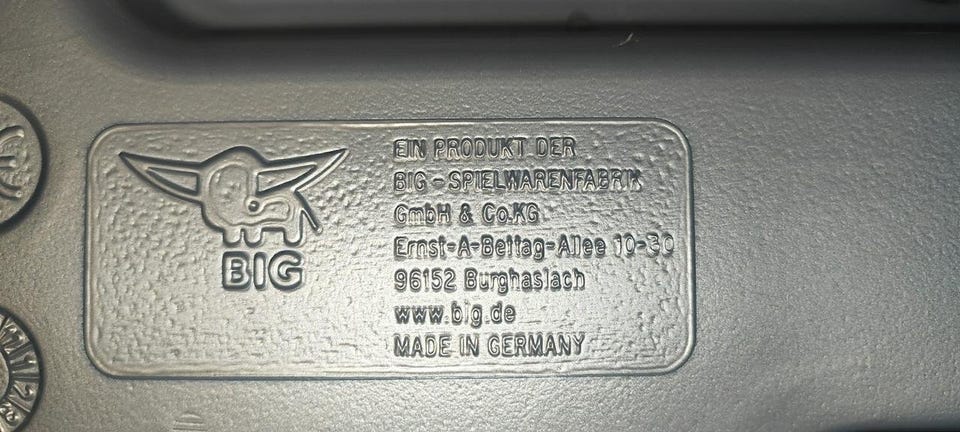 BIG
EIN PRODUKT DER
BIG-SPIELWARENFABRIK
GmbH & Co.KG
Ernst-A-Bettag-Allee 10-30
96152 Burghaslach
www.big.de
MADE IN GERMANY